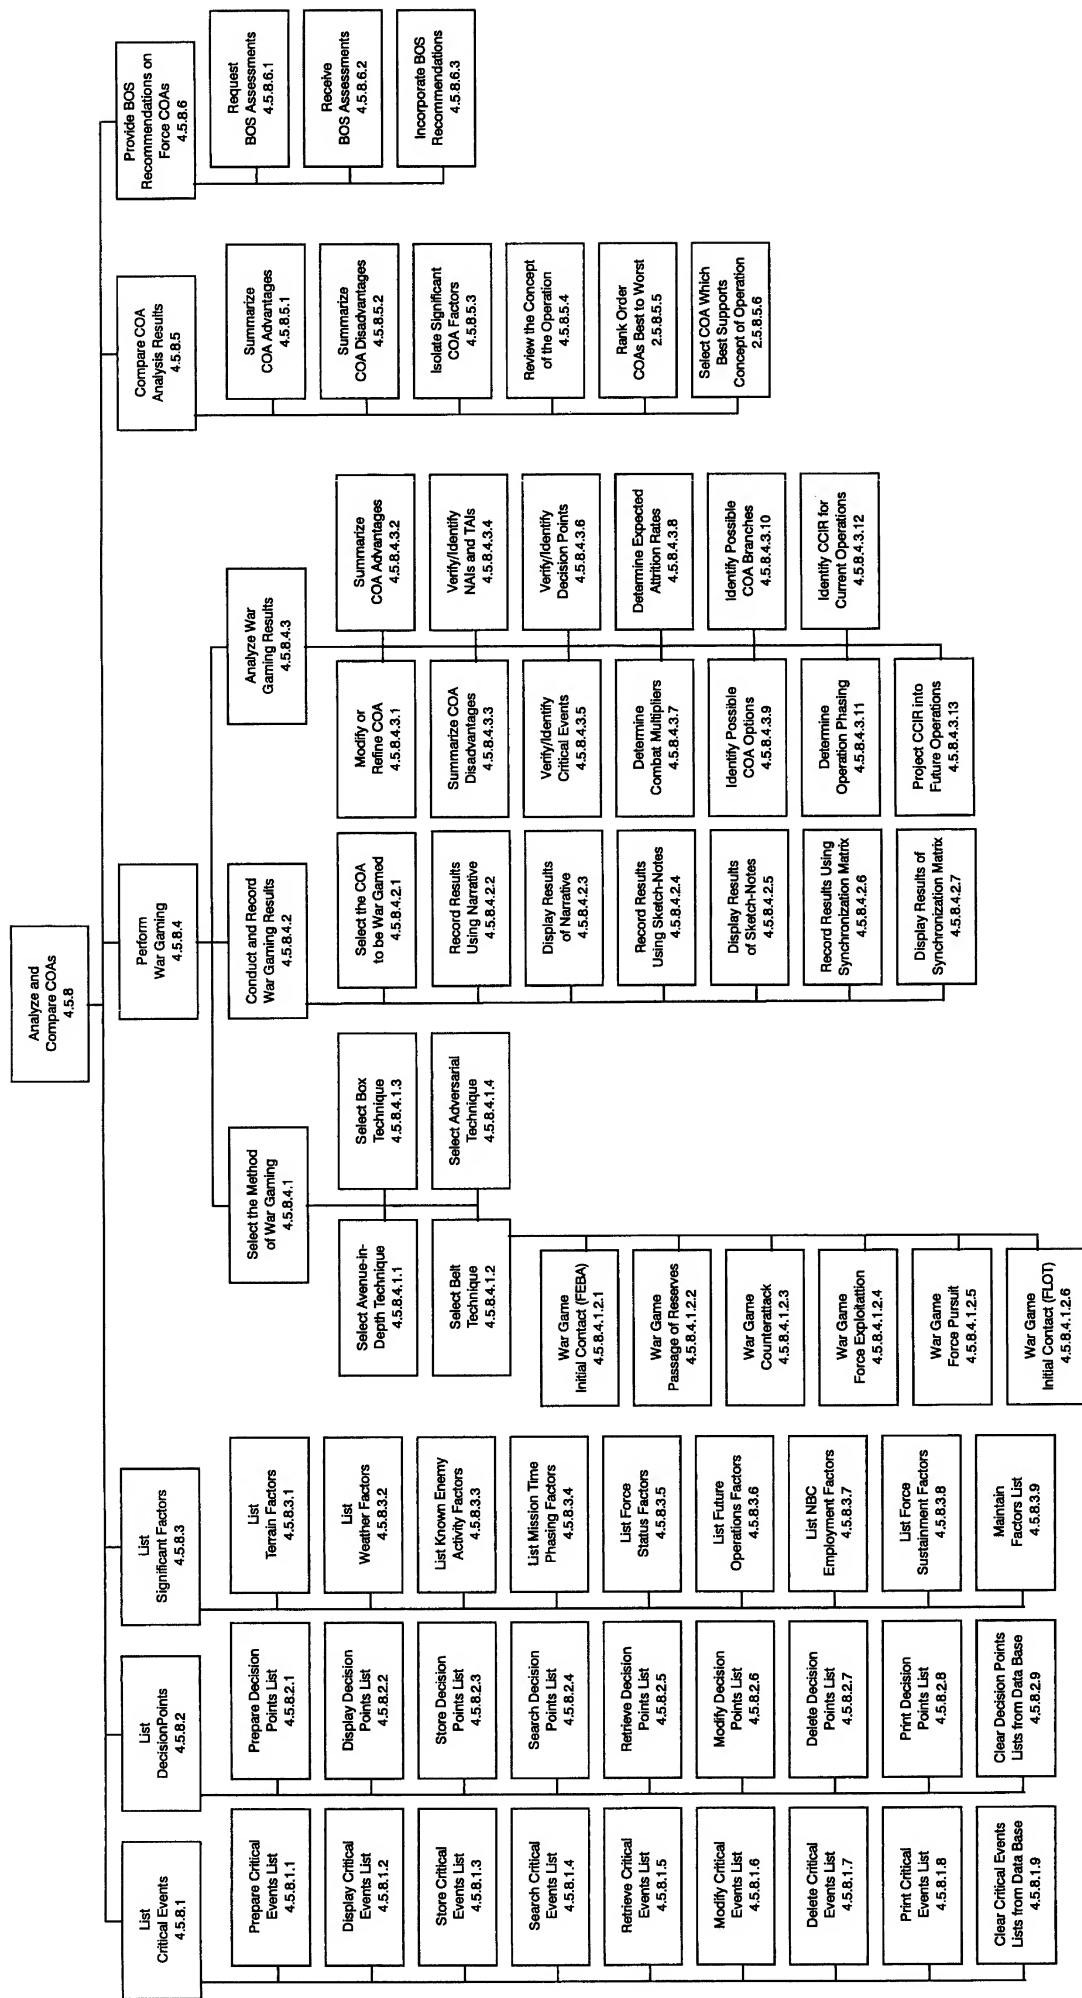 Analyze and
Compare COAs
4.5.8
List
Critical Events
4.5.8.1
Prepare Critical
Events List
4.5.8.1.1
Display Critical
Events List
4.5.8.1.2
Store Critical
Events List
4.5.8.1.3
Search Critical
Events List
4.5.8.1.4
Retrieve Critical
Events List
4.5.8.1.5
Modify Critical
Events List
4.5.8.1.6
Delete Critical
Events List
4.5.8.1.7
Print Critical
Events List
4.5.8.1.8
Clear Critical Events
Lists from Data Base
4.5.8.1.9
List
DecisionPoints
4.5.8.2
Prepare Decision
Points List
4.5.8.2.1
Display Decision
Points List
4.5.8.2.2
Store Decision
Points List
4.5.8.2.3
Search Decision
Points List
4.5.8.2.4
Retrieve Decision
Points List
4.5.8.2.5
Modify Decision
Points List
4.5.8.2.6
Delete Decision
Points List
4.5.8.2.7
Print Decision
Points List
4.5.8.2.8
Clear Decision Points
Lists from Data Base
4.5.8.2.9
List
Significant Factors
4.5.8.3
List
Terrain Factors
4.5.8.3.1
List
Weather Factors
4.5.8.3.2
List Known Enemy
Activity Factors
4.5.8.3.3
List Mission Time
Phasing Factors
4.5.8.3.4
List Force
Status Factors
4.5.8.3.5
List Future
Operations Factors
4.5.8.3.6
List NBC
Employment Factors
4.5.8.3.7
List Force
Sustainment Factors
4.5.8.3.8
Maintain
Factors List
4.5.8.3.9
Perform
War Gaming
4.5.8.4
Select the Method
of War Gaming
4.5.8.4.1
Select Avenue-in-
Depth Technique
4.5.8.4.1.1
Select Box
Technique
4.5.8.4.1.3
Select Belt
Technique
4.5.8.4.1.2
Select Adversarial
Technique
4.5.8.4.1.4
War Game
Initial Contact (FEBA)
4.5.8.4.1.2.1
War Game
Passage of Reserves
4.5.8.4.1.2.2
War Game
Counterattack
4.5.8.4.1.2.3
War Game
Force Exploitattion
4.5.8.4.1.2.4
War Game
Force Pursuit
4.5.8.4.1.2.5
War Game
Initial Contact (FLOT)
4.5.8.4.1.2.6
Conduct and Record
War Gaming Results
4.5.8.4.2
Select the COA
to be War Gamed
4.5.8.4.2.1
Record Results
Using Narrative
4.5.8.4.2.2
Display Results
of Narrative
4.5.8.4.2.3
Record Results
Using Sketch-Notes
4.5.8.4.2.4
Display Results
of Sketch-Notes
4.5.8.4.2.5
Record Results Using
Synchronization Matrix
4.5.8.4.2.6
Display Results of
Synchronization Matrix
4.5.8.4.2.7
Analyze War
Gaming Results
4.5.8.4.3
Modify or
Refine COA
4.5.8.4.3.1
Summarize
COA Advantages
4.5.8.4.3.2
Summarize COA
Disadvantages
4.5.8.4.3.3
Verify/Identify
NAIs and TAIs
4.5.8.4.3.4
Verify/Identify
Critical Events
4.5.8.4.3.5
Verify/Identify
Decision Points
4.5.8.4.3.6
Determine
Combat Multipliers
4.5.8.4.3.7
Determine Expected
Attrition Rates
4.5.8.4.3.8
Identify Possible
COA Options
4.5.8.4.3.9
Identify Possible
COA Branches
4.5.8.4.3.10
Determine
Operation Phasing
4.5.8.4.3.11
Identify CCIR for
Current Operations
4.5.8.4.3.12
Project CCIR into
Future Operations
4.5.8.4.3.13
Compare COA
Analysis Results
4.5.8.5
Summarize
COA Advantages
4.5.8.5.1
Summarize
COA Disadvantages
4.5.8.5.2
Isolate Significant
COA Factors
4.5.8.5.3
Review the Concept
of the Operation
4.5.8.5.4
Rank Order
COAs Best to Worst
2.5.8.5.5
Select COA Which
Best Supports
Concept of Operation
2.5.8.5.6
Provide BOS
Recommendations on
Force COAs
4.5.8.6
Request
BOS Assessments
4.5.8.6.1
Receive
BOS Assessments
4.5.8.6.2
Incorporate BOS
Recommendations
4.5.8.6.3